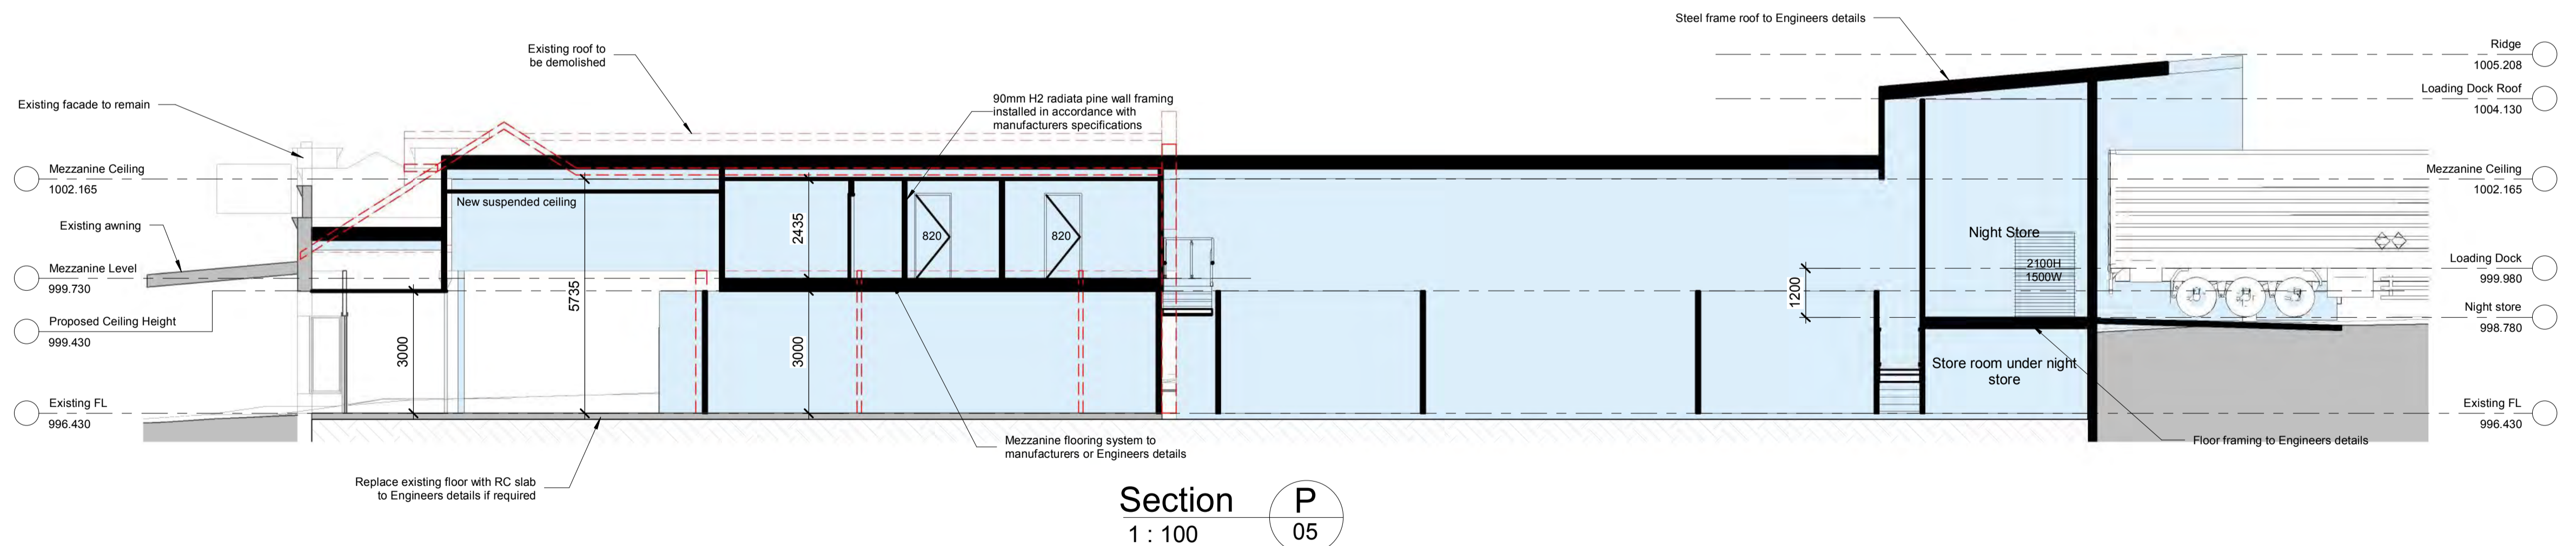 Steel frame roof to Engineers details
Existing roof to
be demolished
Ridge
1005.208
Existing facade to remain
90mm H2 radiata pine wall framing
installed in accordance with
manufacturers specifications
Loading Dock Roof
1004.130
Mezzanine Ceiling
1002.165
Mezzanine Ceiling
1002.165
New suspended ceiling
Existing awning
2435
820
820
Night Store
2100H
1500W
Mezzanine Level
999.730
Loading Dock
999.980
5735
1200
Proposed Ceiling Height
999.430
Night store
998.780
3000
3000
Store room under night
store
Existing FL
996.430
Existing FL
996.430
Mezzanine flooring system to
manufacturers or Engineers details
Floor framing to Engineers details
Replace existing floor with RC slab
to Engineers details if required
Section
1 : 100
P
05